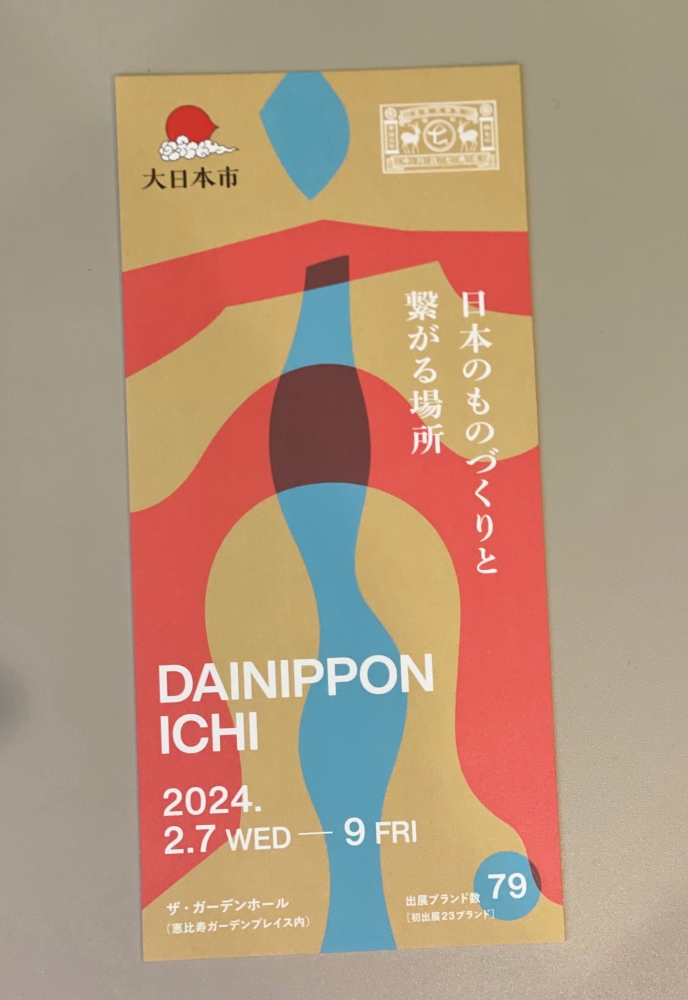 大日本市
七
日本のものづくりと
繋がる場所
DAINIPPON
ICHI
2024.
2.7 WED — 9 FRI
ザ・ガーデンホール
(恵比寿ガーデンプレイス内)
出展ブランド数 79
[初出展23ブランド]